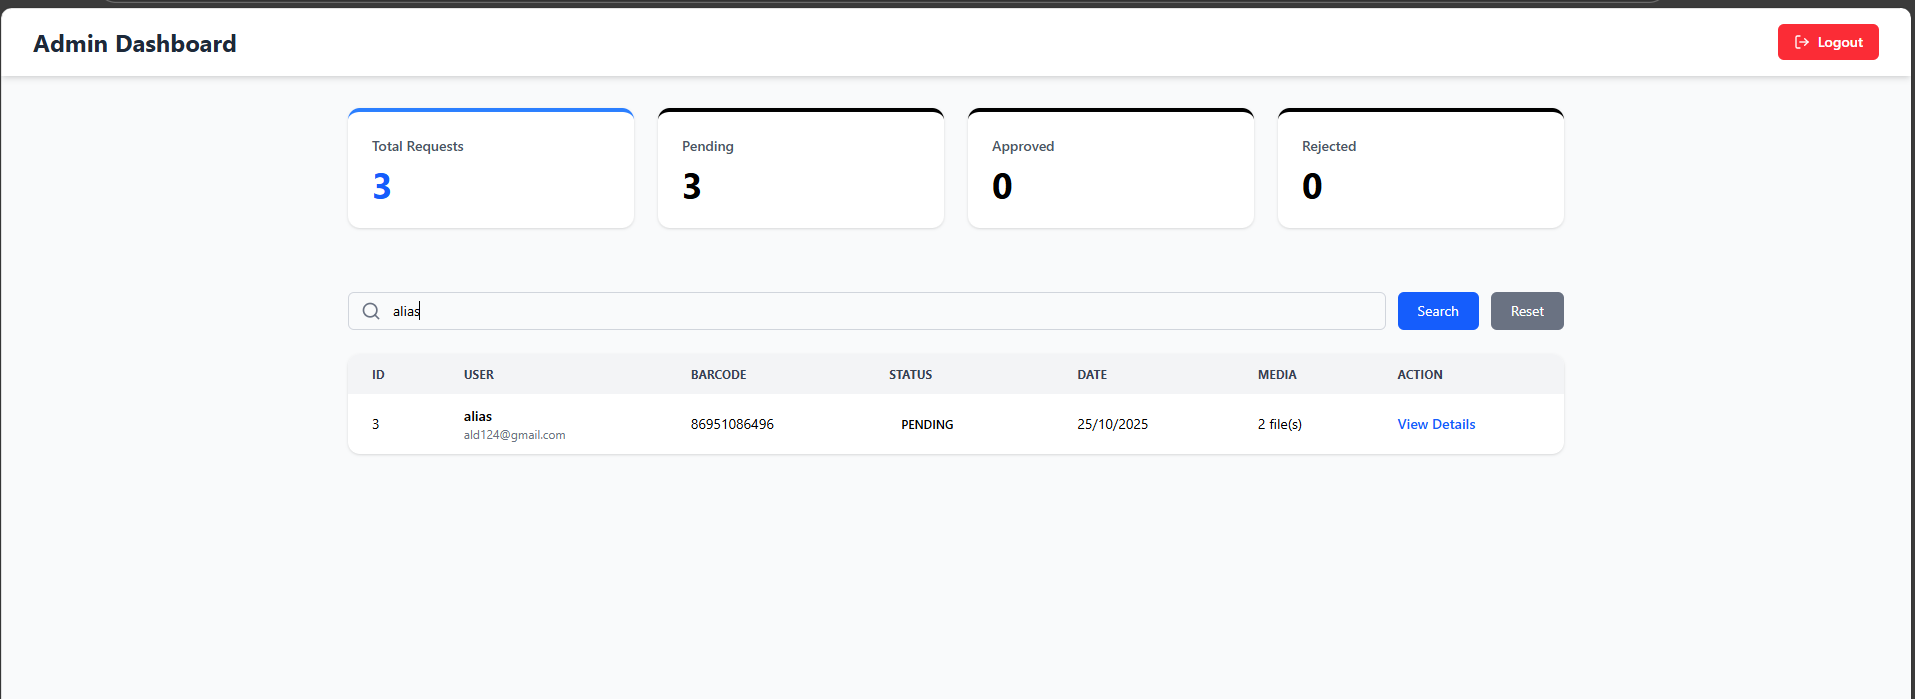 Admin Dashboard
Logout
Total Requests
3
Pending
3
Approved
0
Rejected
0
alias
Search
Reset
ID USER BARCODE STATUS DATE MEDIA ACTION
3 alias 86951086496 PENDING 25/10/2025 2 file(s) View Details
ald124@gmail.com